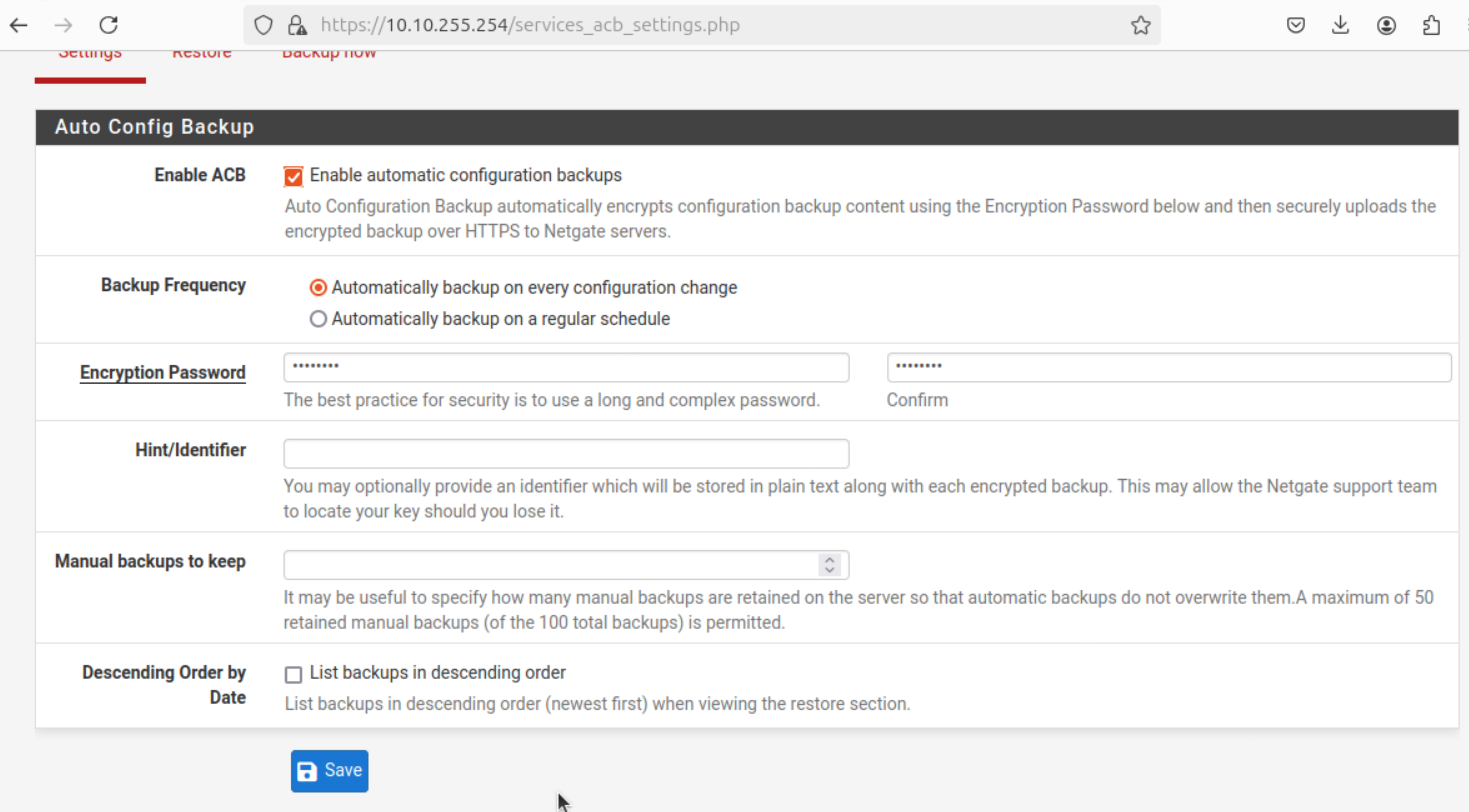 https://10.10.255.254/services_acb_settings.php
Settings Restore Backup now
Auto Config Backup
Enable ACB
Enable automatic configuration backups
Auto Configuration Backup automatically encrypts configuration backup content using the Encryption Password below and then securely uploads the
encrypted backup over HTTPS to Netgate servers.
Backup Frequency
Automatically backup on every configuration change
Automatically backup on a regular schedule
Encryption Password
••••••••
••••••••
The best practice for security is to use a long and complex password.
Confirm
Hint/Identifier
You may optionally provide an identifier which will be stored in plain text along with each encrypted backup. This may allow the Netgate support team
to locate your key should you lose it.
Manual backups to keep
It may be useful to specify how many manual backups are retained on the server so that automatic backups do not overwrite them.A maximum of 50
retained manual backups (of the 100 total backups) is permitted.
Descending Order by
Date
List backups in descending order
List backups in descending order (newest first) when viewing the restore section.
Save